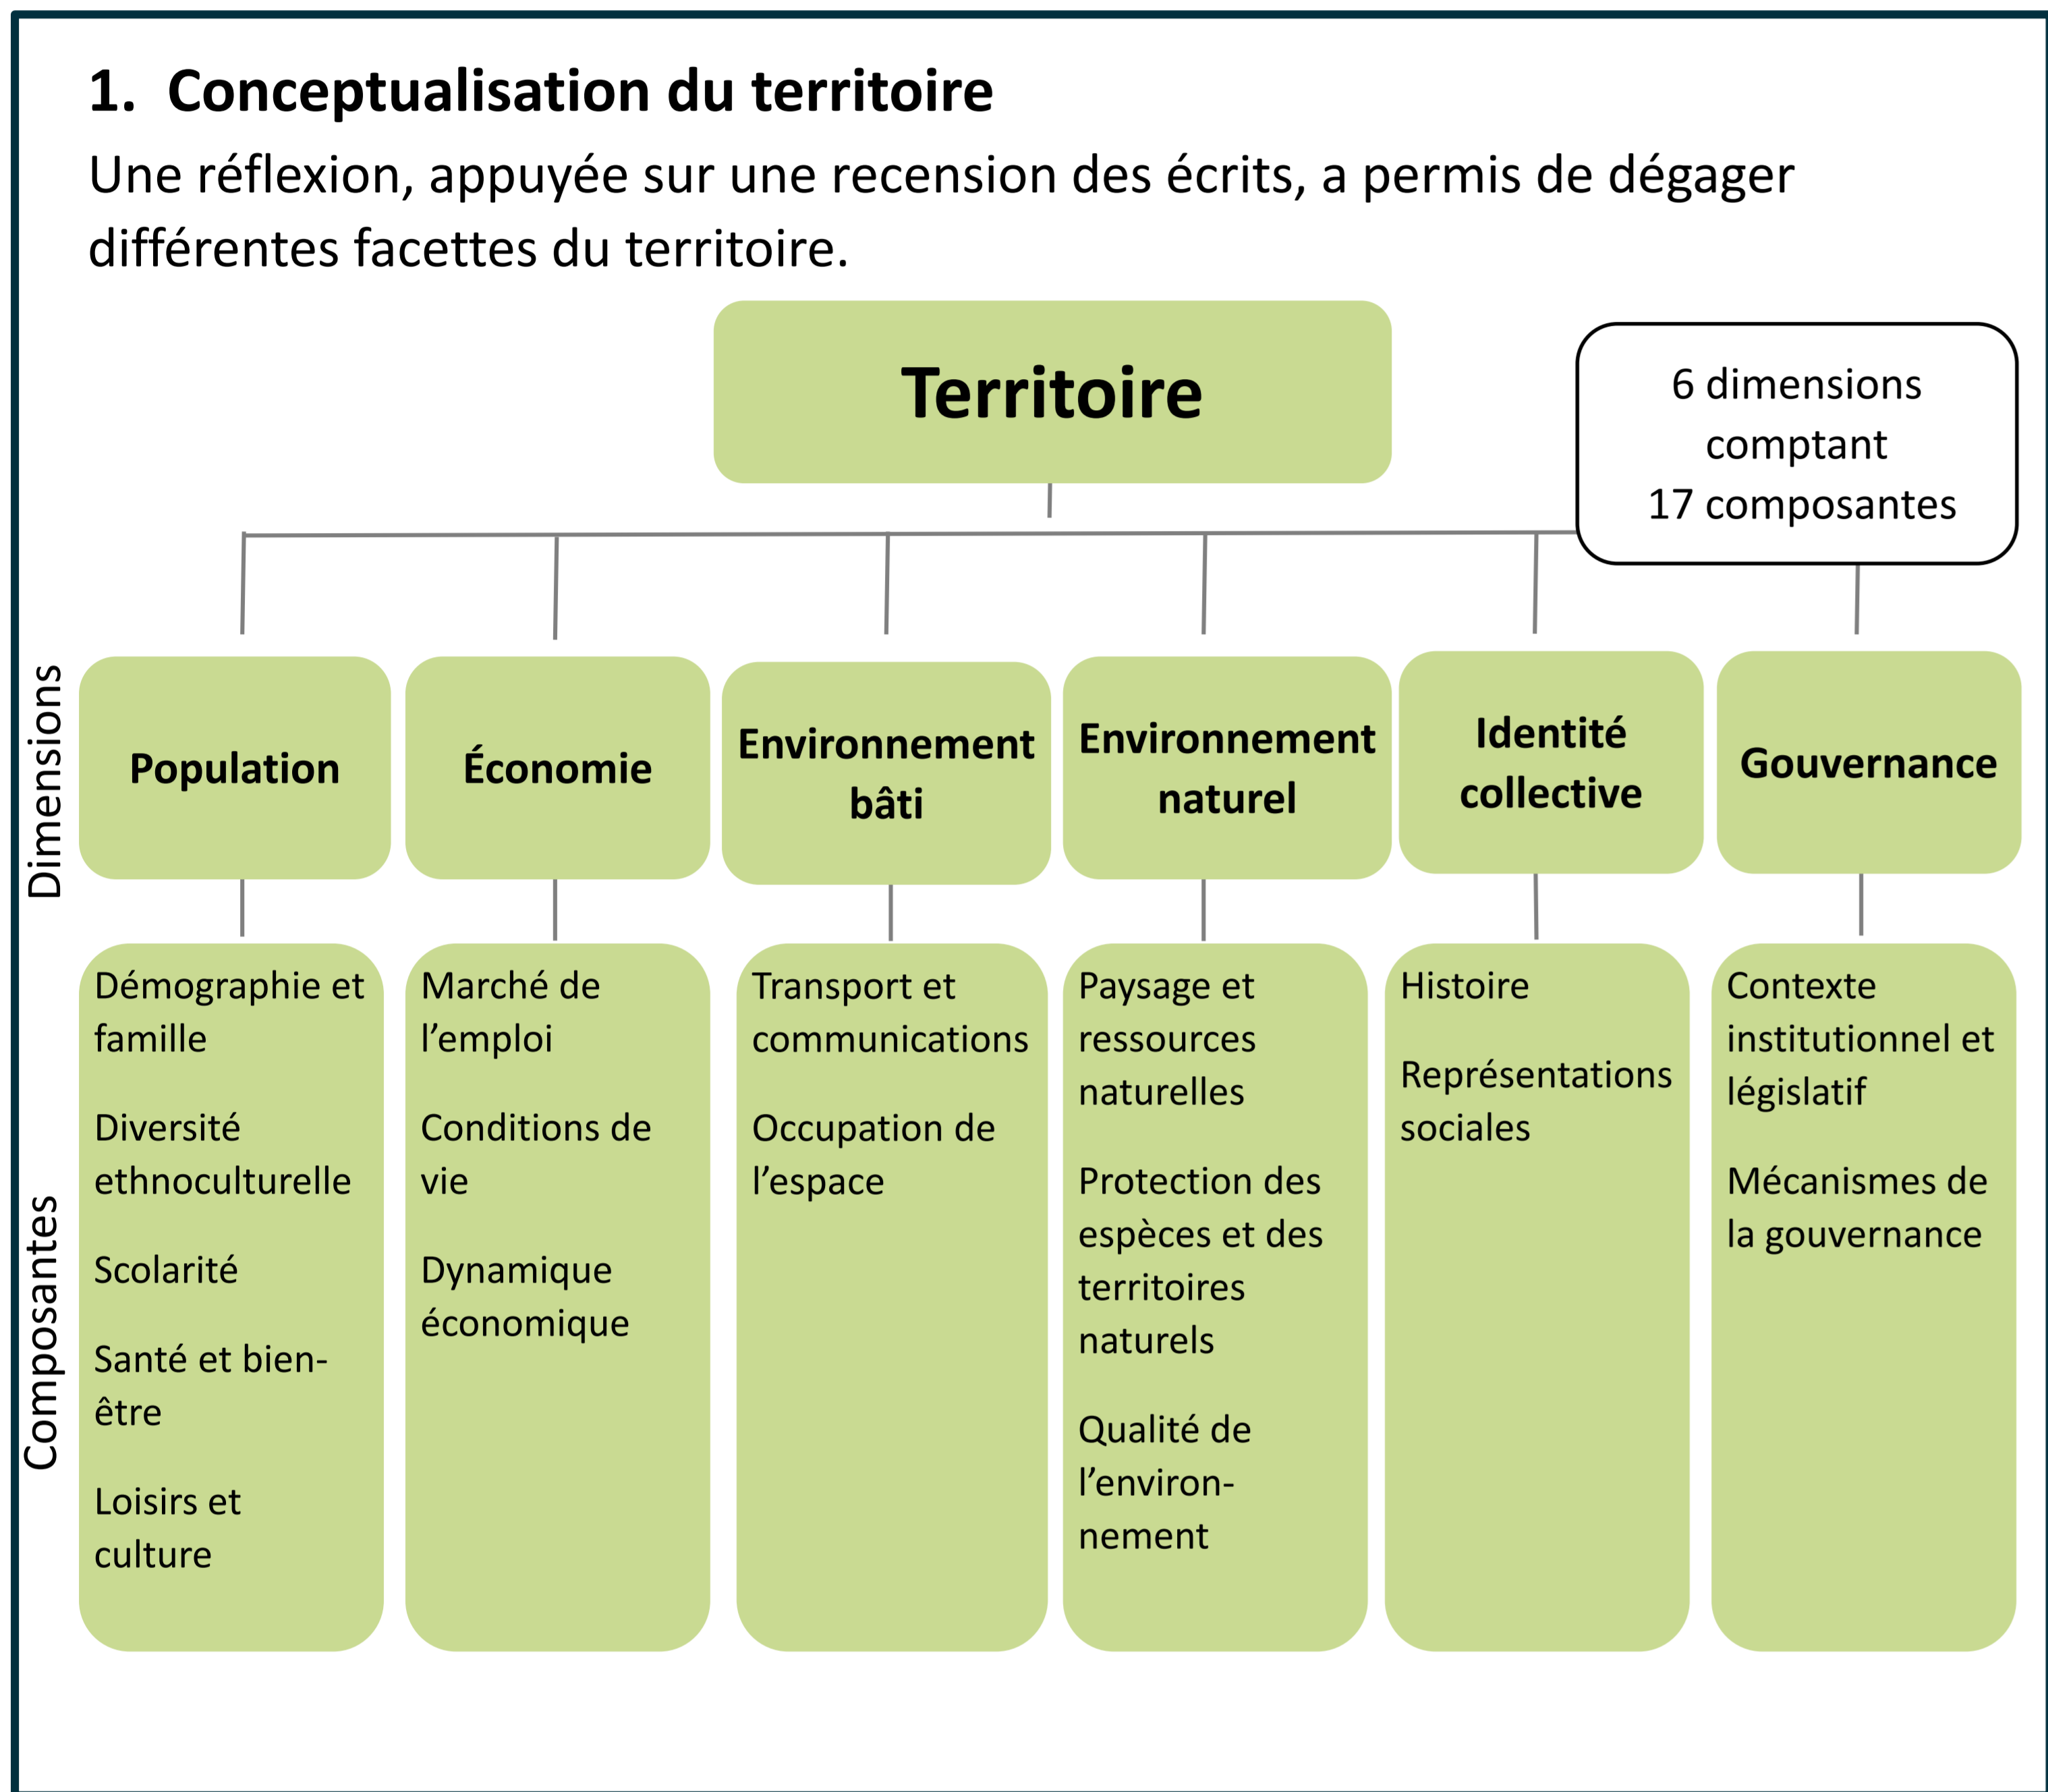 1. Conceptualisation du territoire
Une réflexion, appuyée sur une recension des écrits, a permis de dégager
différentes facettes du territoire.
Territoire
6 dimensions
comptant
17 composantes
Dimensions
Population
Économie
Environnement
bâti
Environnement
naturel
Identité
collective
Gouvernance
Composantes
Démographie et
famille
Diversité
ethnoculturelle
Scolarité
Santé et bien-
être
Loisirs et
culture
Marché de
l’emploi
Conditions de
vie
Dynamique
économique
Transport et
communications
Occupation de
l’espace
Paysage et
ressources
naturelles
Protection des
espèces et des
territoires
naturels
Qualité de
l’environ-
nement
Histoire
Représentations
sociales
Contexte
institutionnel et
législatif
Mécanismes de
la gouvernance